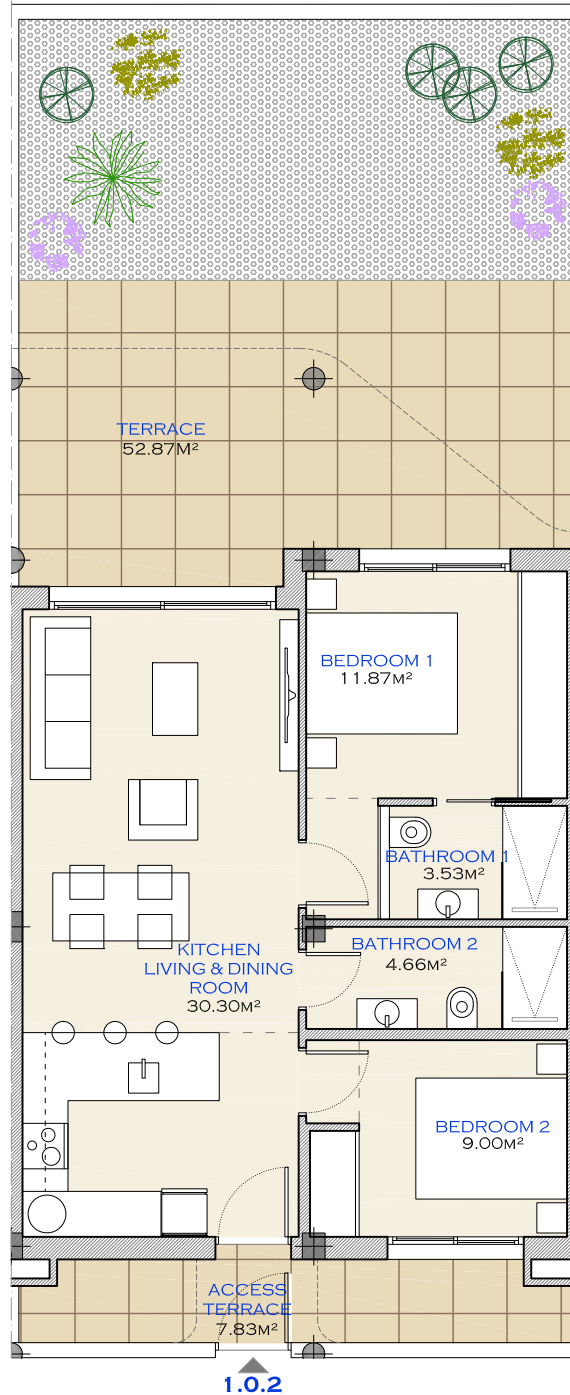 TERRACE
52.87M²
BEDROOM 1
11.87M²
BATHROOM 1
3.53M²
KITCHEN
LIVING & DINING
ROOM
30.30M²
BATHROOM 2
4.66M²
BEDROOM 2
9.00M²
ACCESS
TERRACE
7.83M²
1.0.2